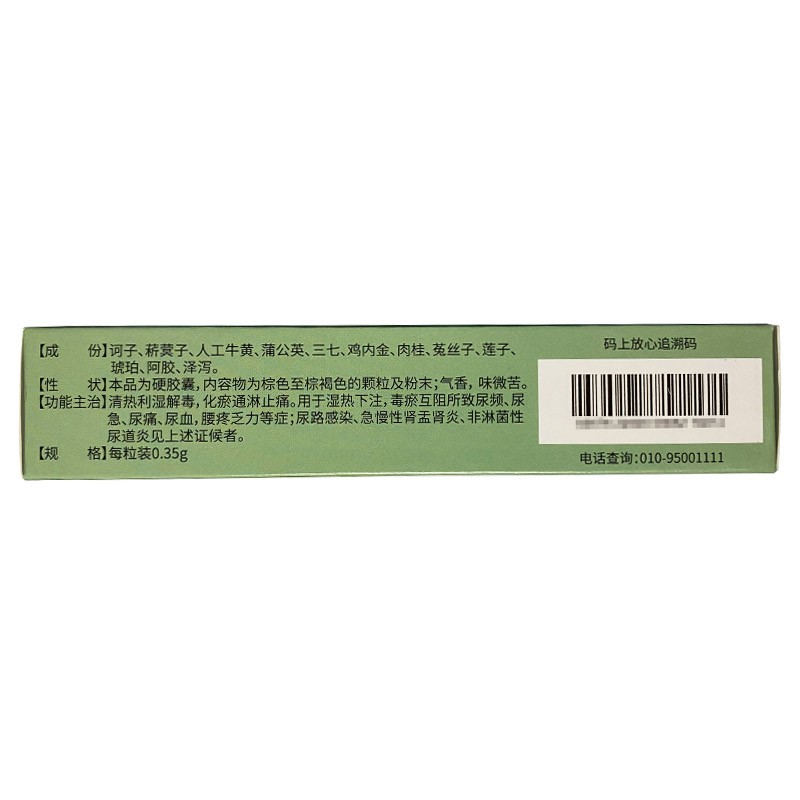 【成　　份】诃子、菥蓂子、人工牛黄、蒲公英、三七、鸡内金、肉桂、菟丝子、莲子、
琥珀、阿胶、泽泻。
【性　　状】本品为硬胶囊，内容物为棕色至棕褐色的颗粒及粉末；气香，味微苦。
【功能主治】清热利湿解毒，化瘀通淋止痛。用于湿热下注，毒瘀互阻所致尿频、尿
急、尿痛、尿血，腰疼乏力等症；尿路感染、急慢性肾盂肾炎、非淋菌性
尿道炎见上述证候者。
【规　　格】每粒装0.35g
码上放心追溯码
电话查询：010-95001111